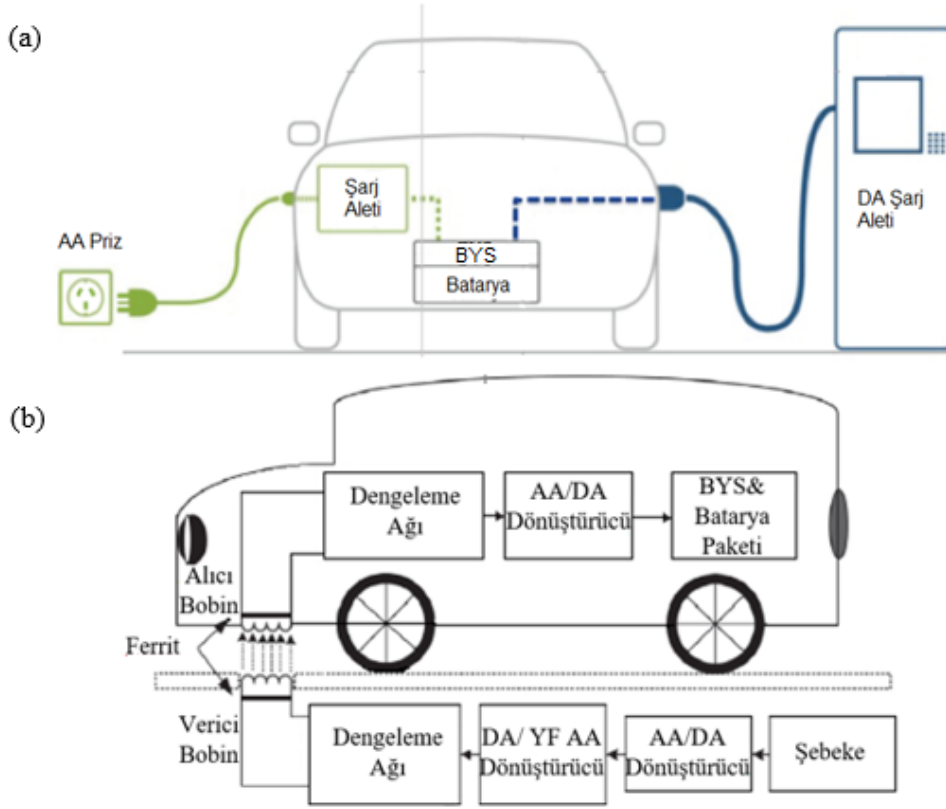 (a)
Şarj
Aleti
AA Priz
BYS
Batarya
DA Şarj
Aleti
(b)
Dengeleme
Ağı
AA/DA
Dönüştürücü
BYS&
Batarya
Paketi
Alıcı
Bobin
Ferrit
Verici
Bobin
Dengeleme
Ağı
DA/ YF AA
Dönüştürücü
AA/DA
Dönüştürücü
Şebeke